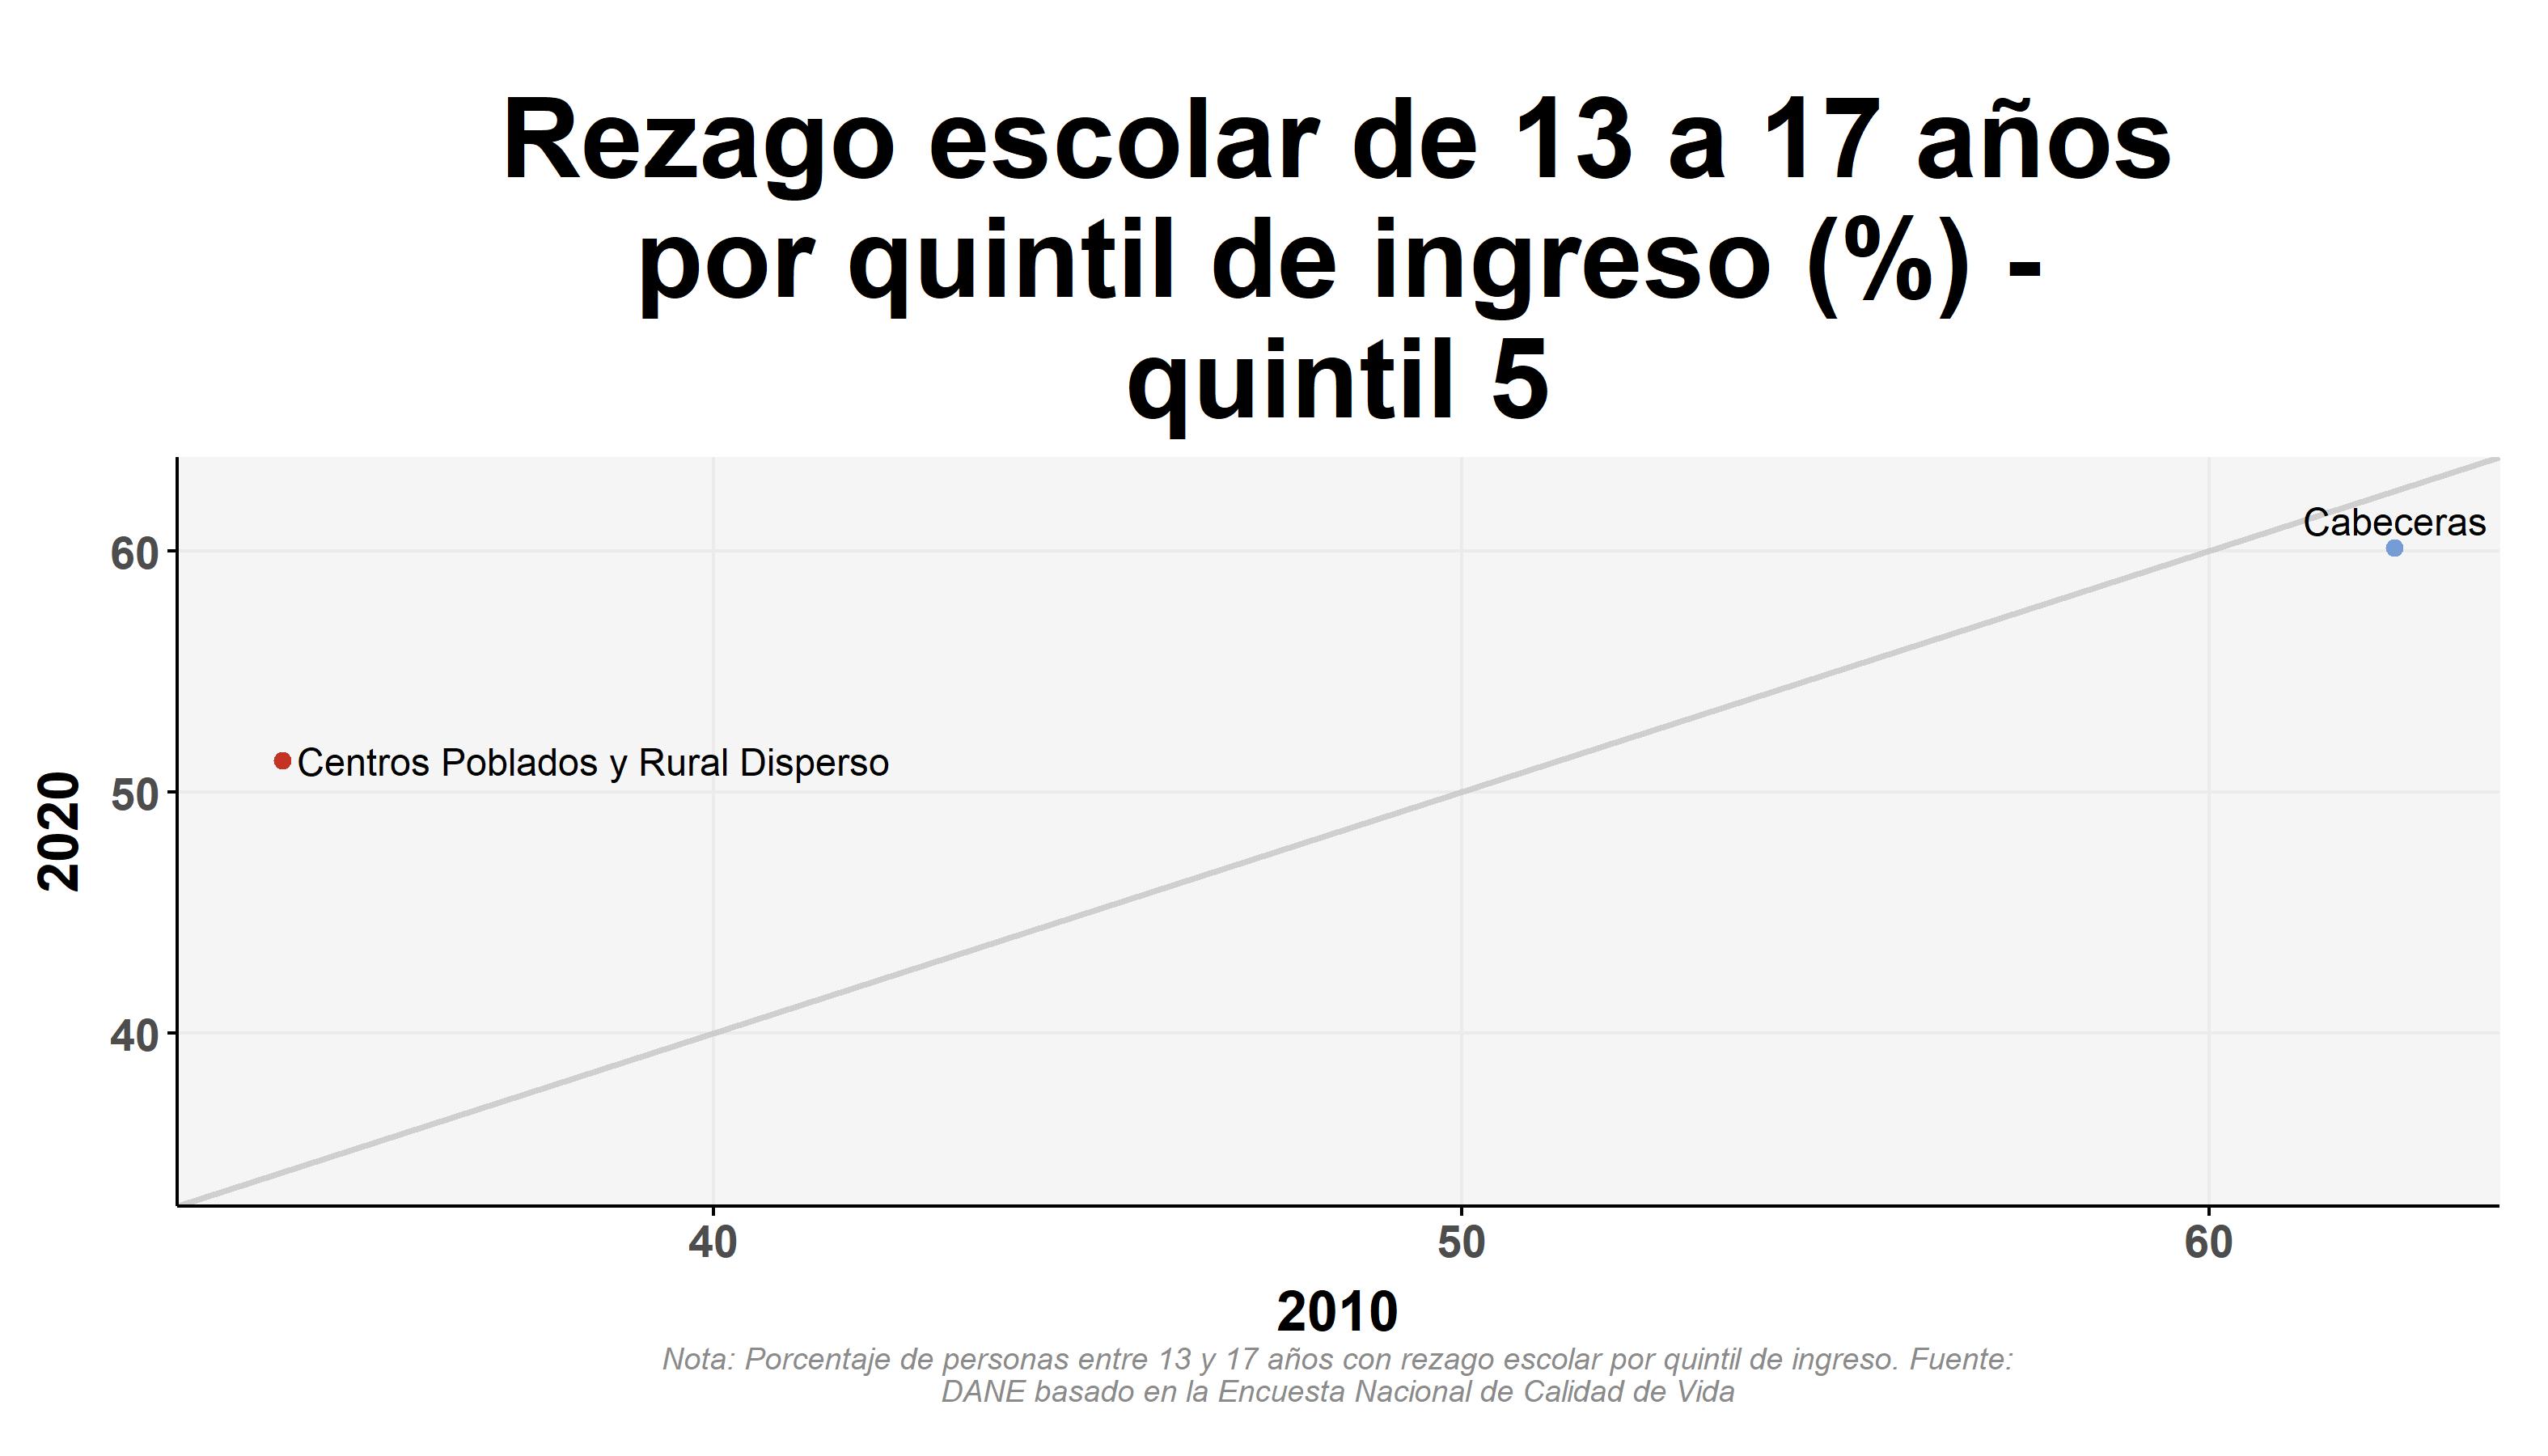 Rezago escolar de 13 a 17 años
por quintil de ingreso (%) -
quintil 5
Cabeceras
60
Centros Poblados y Rural Disperso
50
2020
40
40
50
60
2010
Nota: Porcentaje de personas entre 13 y 17 años con rezago escolar por quintil de ingreso. Fuente:
DANE basado en la Encuesta Nacional de Calidad de Vida